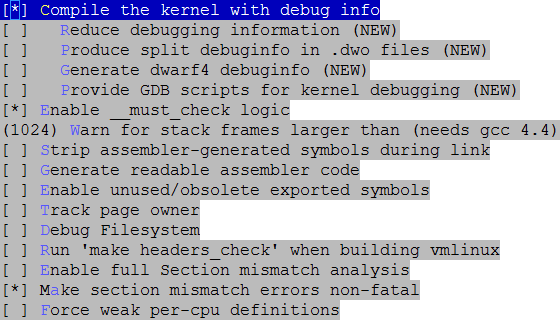 [*] Compile the kernel with debug info
[ ]   Reduce debugging information (NEW)
[ ]   Produce split debuginfo in .dwo files (NEW)
[ ]   Generate dwarf4 debuginfo (NEW)
[ ]   Provide GDB scripts for kernel debugging (NEW)
[*] Enable __must_check logic
(1024) Warn for stack frames larger than (needs gcc 4.4)
[ ] Strip assembler-generated symbols during link
[ ] Generate readable assembler code
[ ] Enable unused/obsolete exported symbols
[ ] Track page owner
[ ] Debug Filesystem
[ ] Run 'make headers_check' when building vmlinux
[ ] Enable full Section mismatch analysis
[*] Make section mismatch errors non-fatal
[ ] Force weak per-cpu definitions